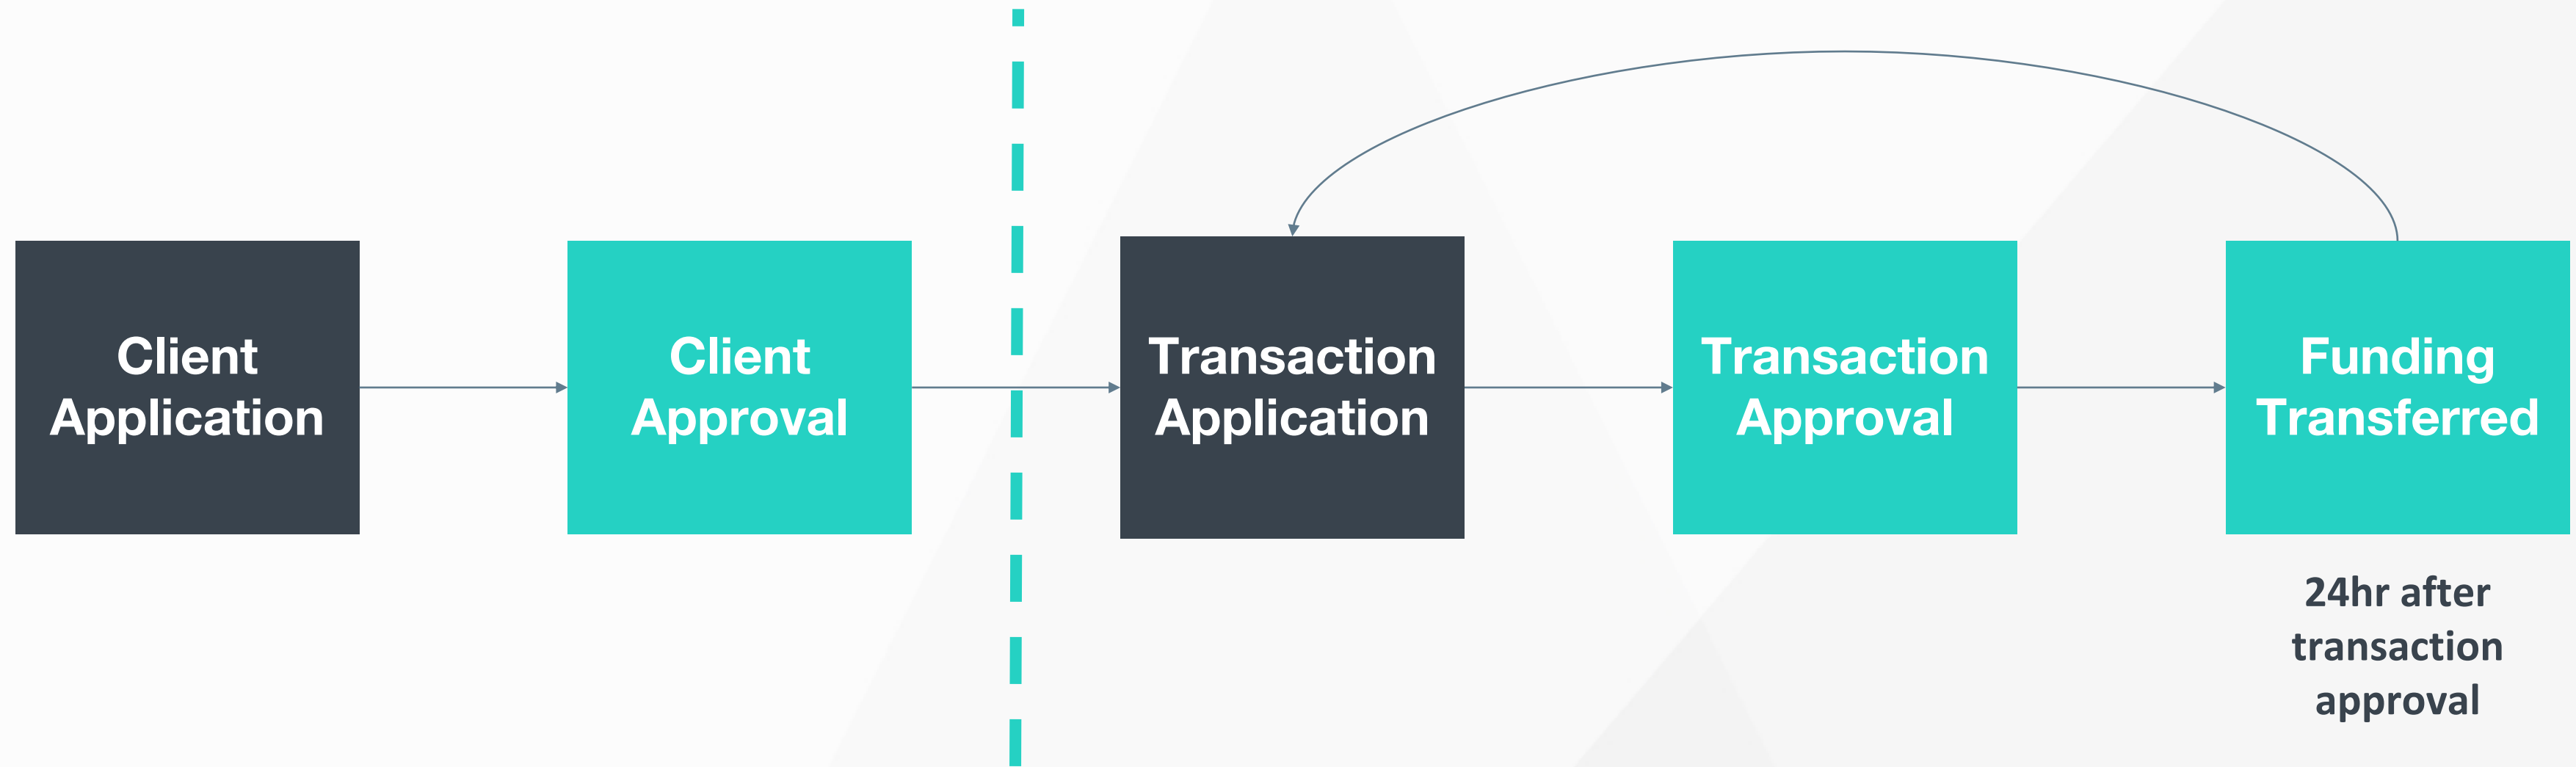 Client
Application
Client
Approval
Transaction
Application
Transaction
Approval
Funding
Transferred
24hr after
transaction
approval